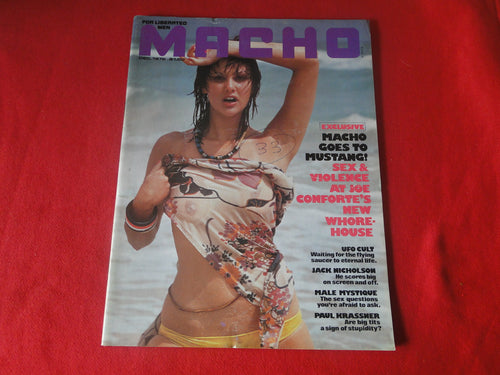 FOR LIBERATED
MEN
MACHO
EXCLUSIVE
MACHO
GOES TO
MUSTANG!
SEX &
VIOLENCE
AT JOE
CONFORTE'S
NEW
WHORE-
HOUSE
UFO CULT
Waiting for the flying
saucer to eternal life.
JACK NICHOLSON
He scores big
on screen and off.
MALE MYSTIQUE
The sex questions
you're afraid to ask.
PAUL KRASSNER
Are big tits
a sign of stupidity?